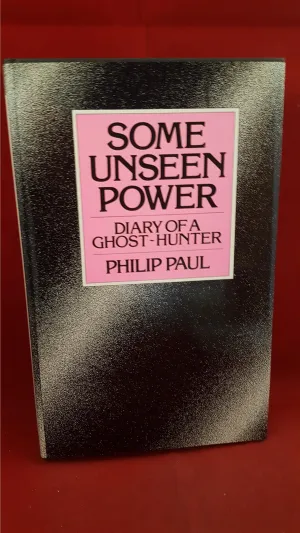 SOME
UNSEEN
POWER
DIARY OF A
GHOST-HUNTER
PHILIP PAUL